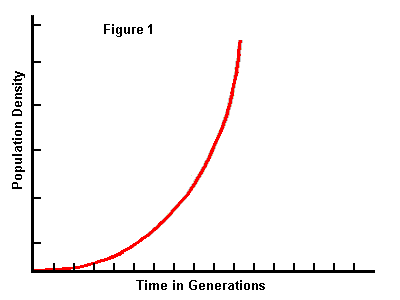 Figure 1
Population Density
Time in Generations